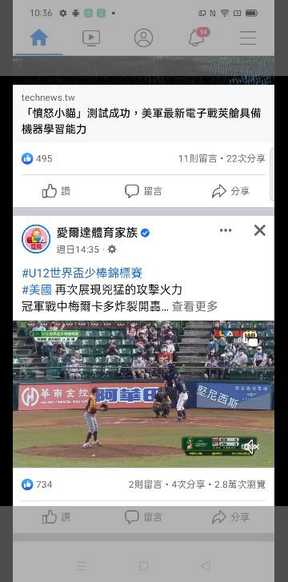 10:36
14
technews.tw
「憤怒小貓」測試成功，美軍最新電子戰莢艙具備
機器學習能力
495
11則留言·22次分享
讚
留言
分享
愛爾達體育家族
週日14:35
#U12世界盃少棒錦標賽
#美國 再次展現兇猛的攻擊火力
冠軍戰中梅爾卡多炸裂開轟... 查看更多
華南金控
阿華田
堅尼西斯
734
2則留言·4次分享·2.8萬次瀏覽
讚
留言
分享